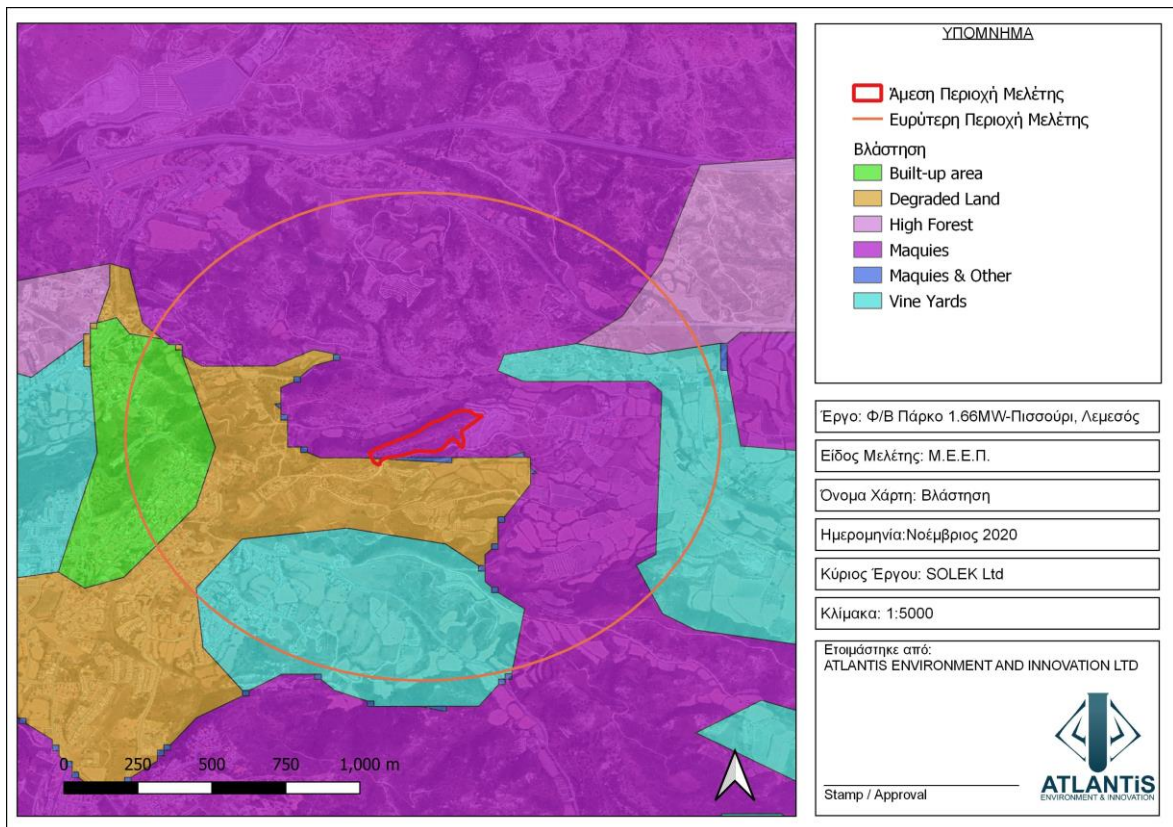 ΥΠΟΜΝΗΜΑ
Άμεση Περιοχή Μελέτης
Ευρύτερη Περιοχή Μελέτης
Βλάστηση
Built-up area
Degraded Land
High Forest
Maquies
Maquies & Other
Vine Yards
Έργο: Φ/Β Πάρκο 1.66MW-Πισσούρι, Λεμεσός
Είδος Μελέτης: Μ.Ε.Ε.Π.
Όνομα Χάρτη: Βλάστηση
Ημερομηνία:Νοέμβριος 2020
Κύριος Έργου: SOLEK Ltd
Κλίμακα: 1:5000
Ετοιμάστηκε από:
ATLANTIS ENVIRONMENT AND INNOVATION LTD
ATLANTiS
ENVIRONMENT & INNOVATION
Stamp / Approval
0 250 500 750 1,000 m